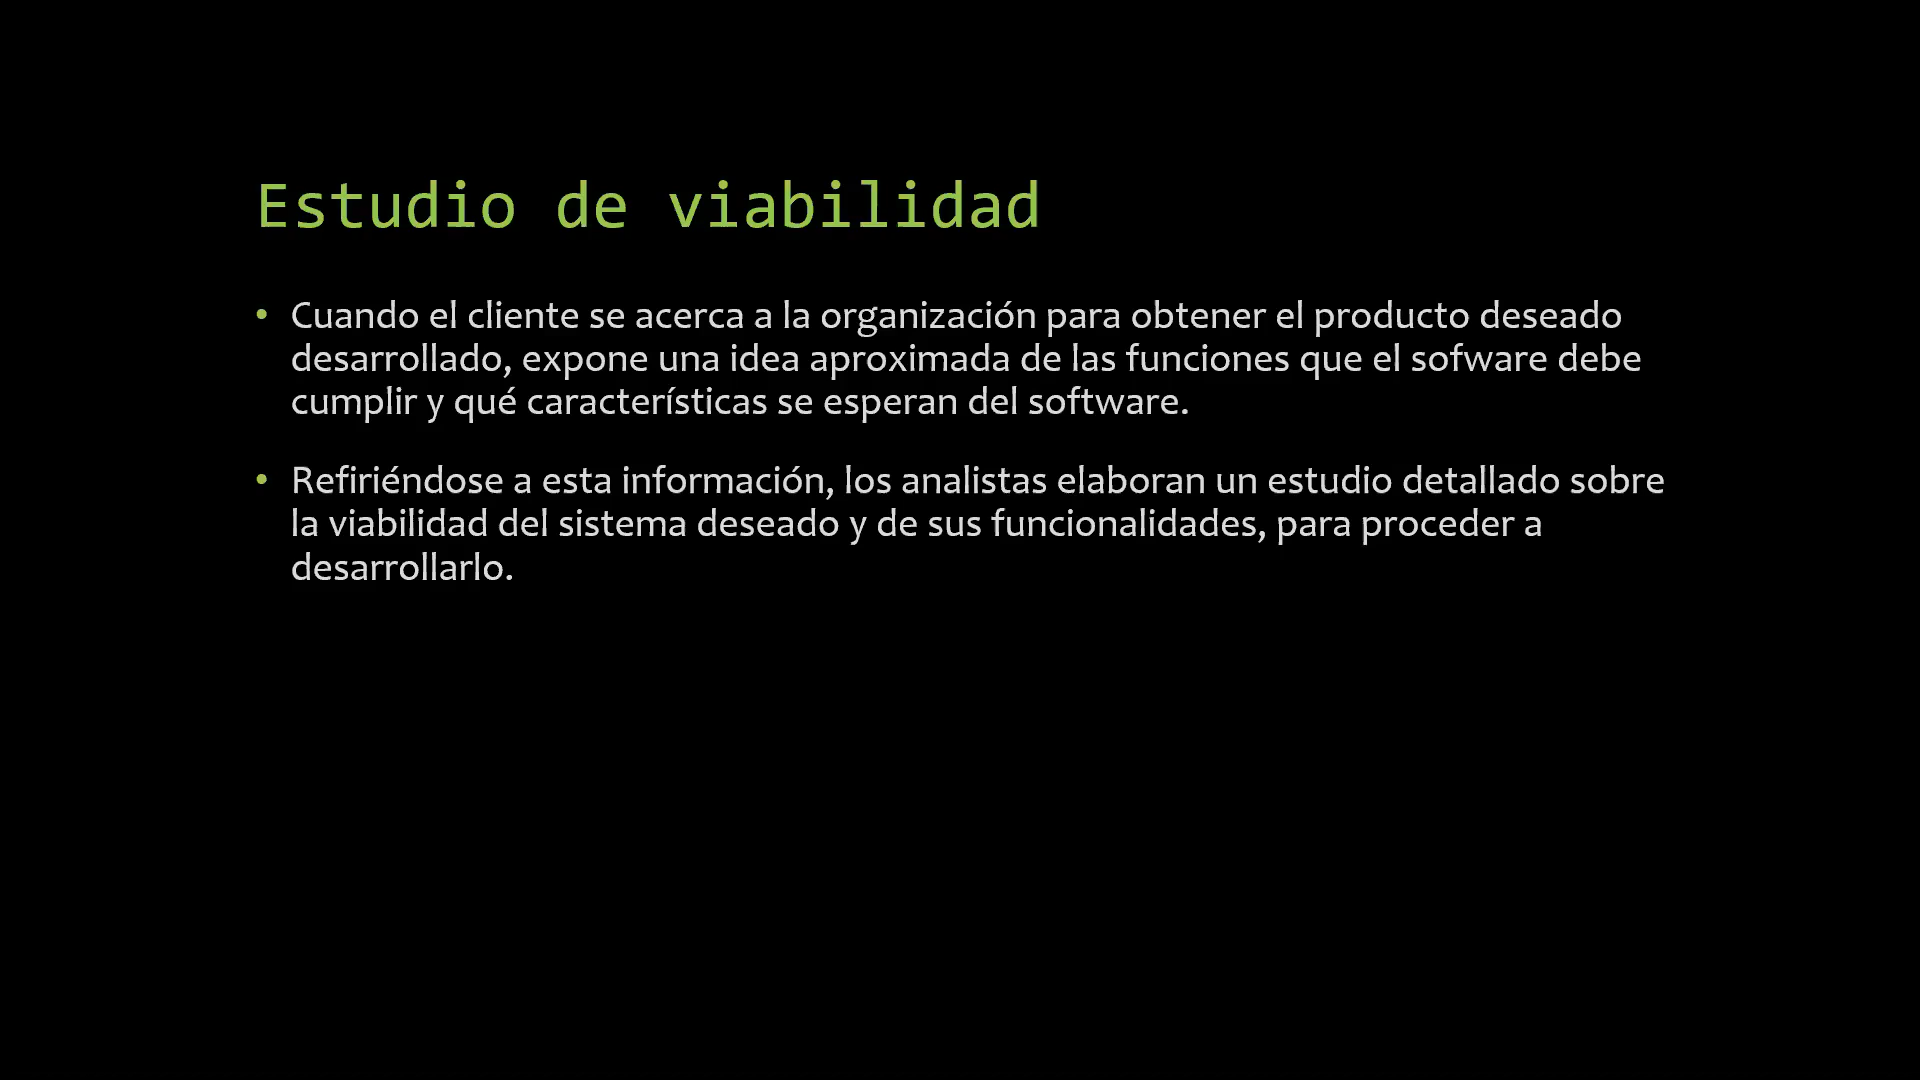 Estudio de viabilidad
• Cuando el cliente se acerca a la organización para obtener el producto deseado
desarrollado, expone una idea aproximada de las funciones que el sofware debe
cumplir y qué características se esperan del software.
• Refiriéndose a esta información, los analistas elaboran un estudio detallado sobre
la viabilidad del sistema deseado y de sus funcionalidades, para proceder a
desarrollarlo.